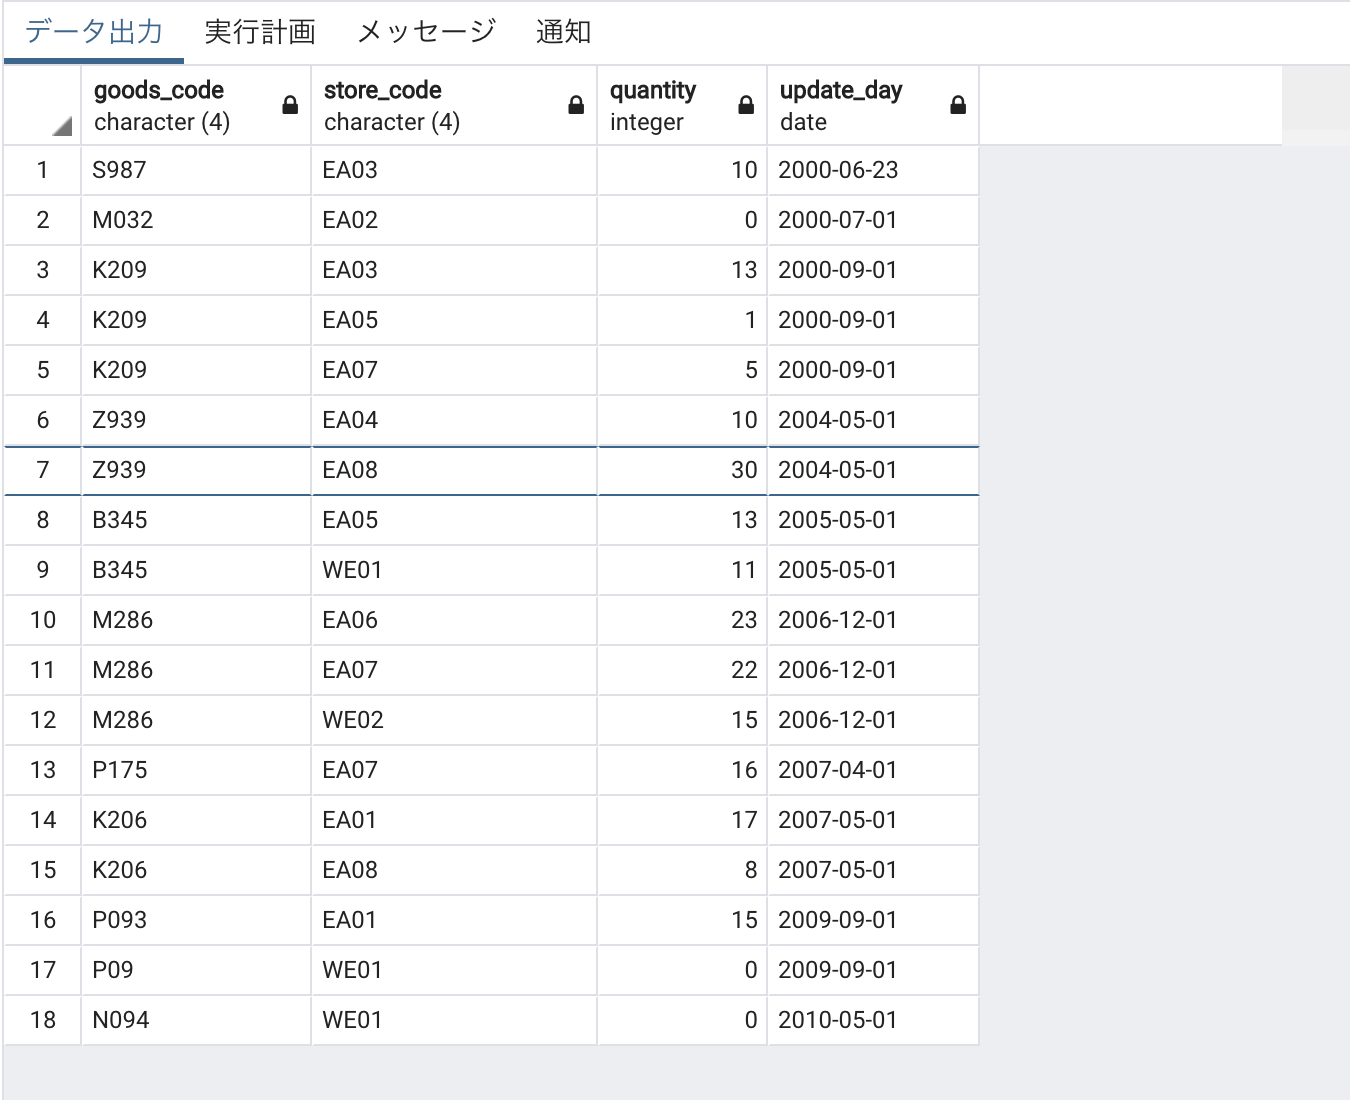 データ出力 実行計画 メッセージ 通知
goods_code store_code quantity update_day
character (4) character (4) integer date
1 S987 EA03 10 2000-06-23
2 M032 EA02 0 2000-07-01
3 K209 EA03 13 2000-09-01
4 K209 EA05 1 2000-09-01
5 K209 EA07 5 2000-09-01
6 Z939 EA04 10 2004-05-01
7 Z939 EA08 30 2004-05-01
8 B345 EA05 13 2005-05-01
9 B345 WE01 11 2005-05-01
10 M286 EA06 23 2006-12-01
11 M286 EA07 22 2006-12-01
12 M286 WE02 15 2006-12-01
13 P175 EA07 16 2007-04-01
14 K206 EA01 17 2007-05-01
15 K206 EA08 8 2007-05-01
16 P093 EA01 15 2009-09-01
17 P09 WE01 0 2009-09-01
18 N094 WE01 0 2010-05-01